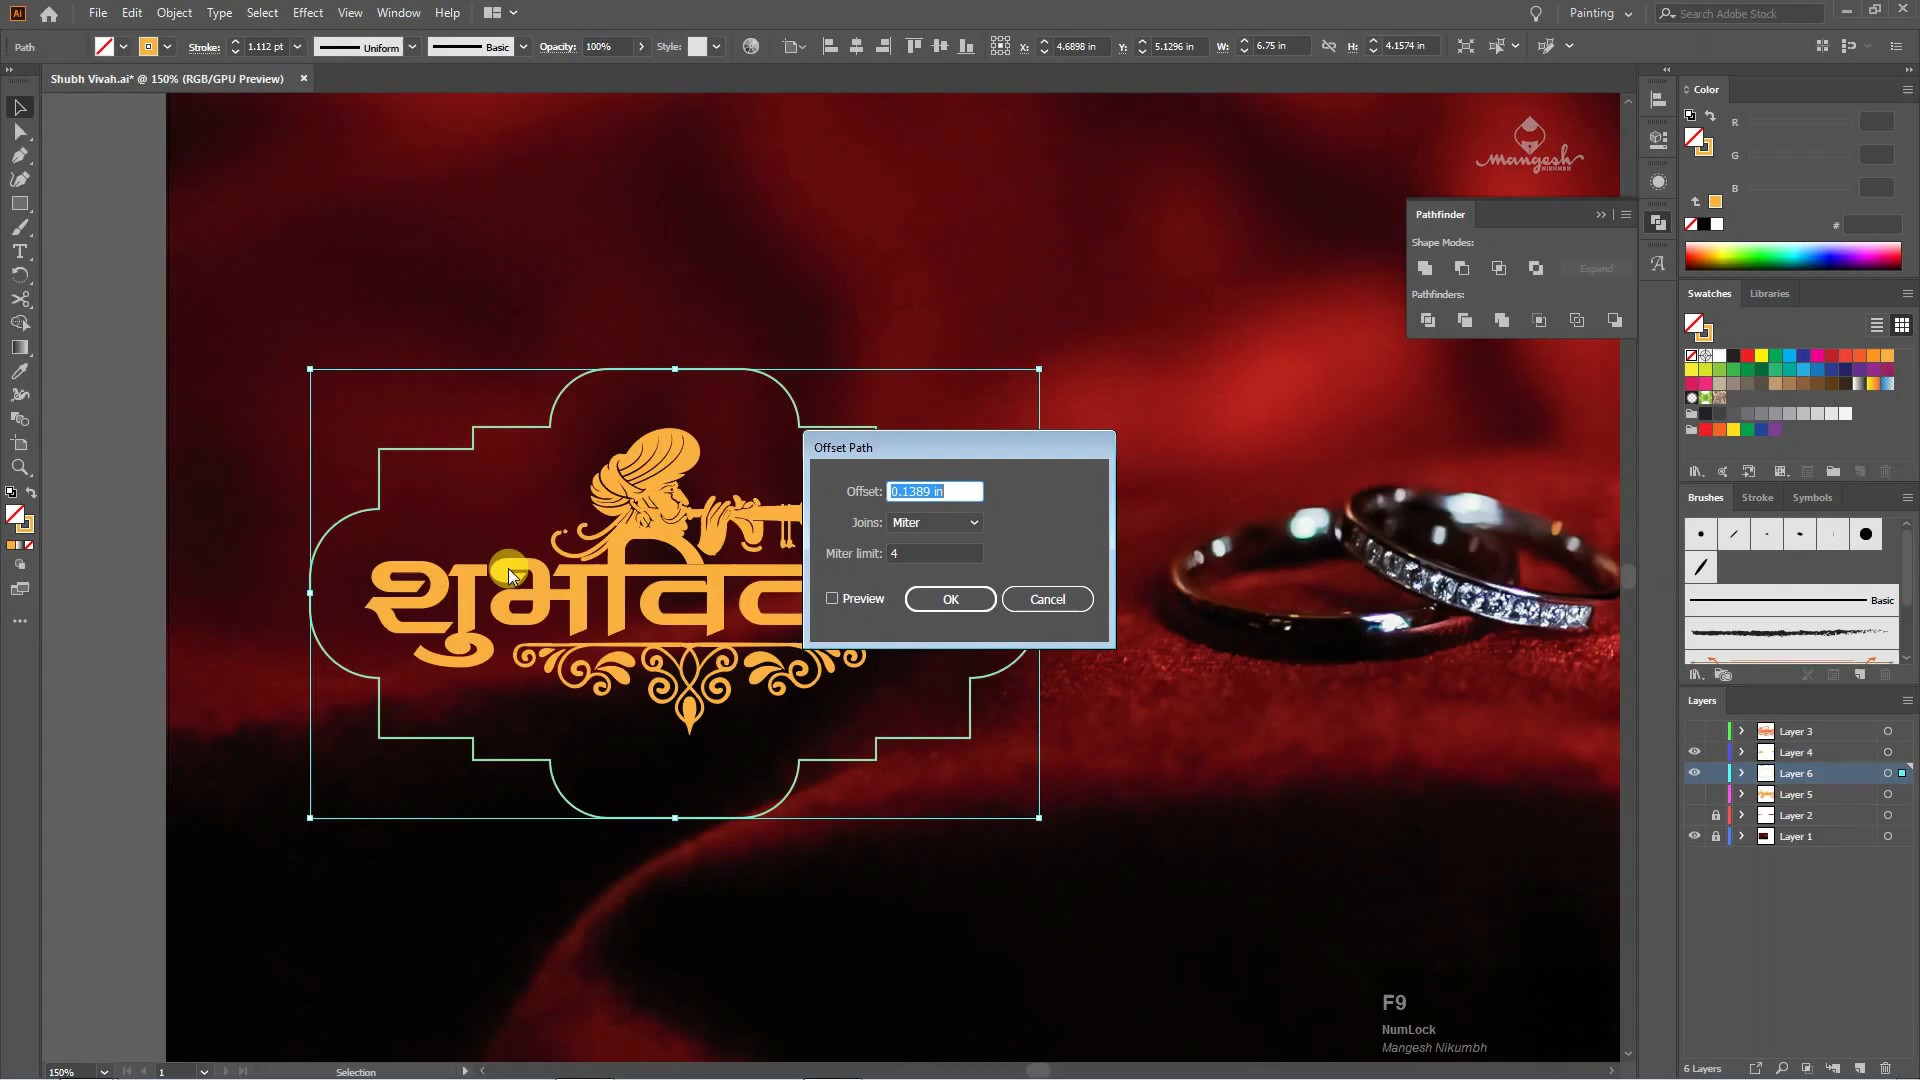 Ai File Edit Object Type Select Effect View Window Help Painting Search Adobe Stock
Path Stroke: 1.112 pt Uniform Basic Opacity: 100% Style: X: 4.6898 in Y: 5.1296 in W: 6.75 in H: 4.1574 in
Shubh Vivah.ai* @ 150% (RGB/GPU Preview)
Color
R
G
B
#
mangesh
NIKUMBH
Pathfinder
Shape Modes:
Expand
Pathfinders:
Swatches Libraries
Offset Path
Offset: 0.1389 in
Joins: Miter
Miter limit: 4
Preview OK Cancel
शुभवि
Brushes Stroke Symbols
Basic
Layers
Layer 3
Layer 4
Layer 6
Layer 5
Layer 2
Layer 1
F9
NumLock
Mangesh Nikumbh
150% 1 Selection
6 Layers